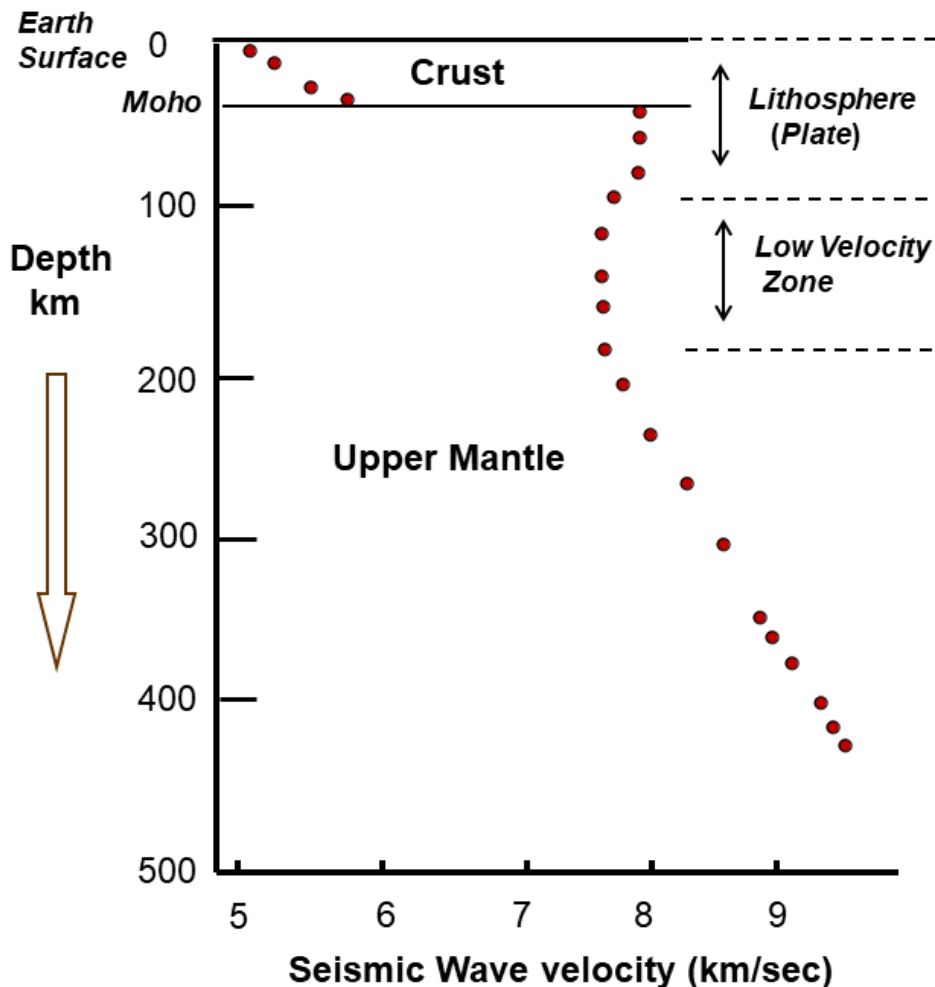 Earth
Surface
0
Crust
Moho
Lithosphere
(Plate)
100
Depth
km
Low Velocity
Zone
200
Upper Mantle
300
400
500
5 6 7 8 9
Seismic Wave velocity (km/sec)